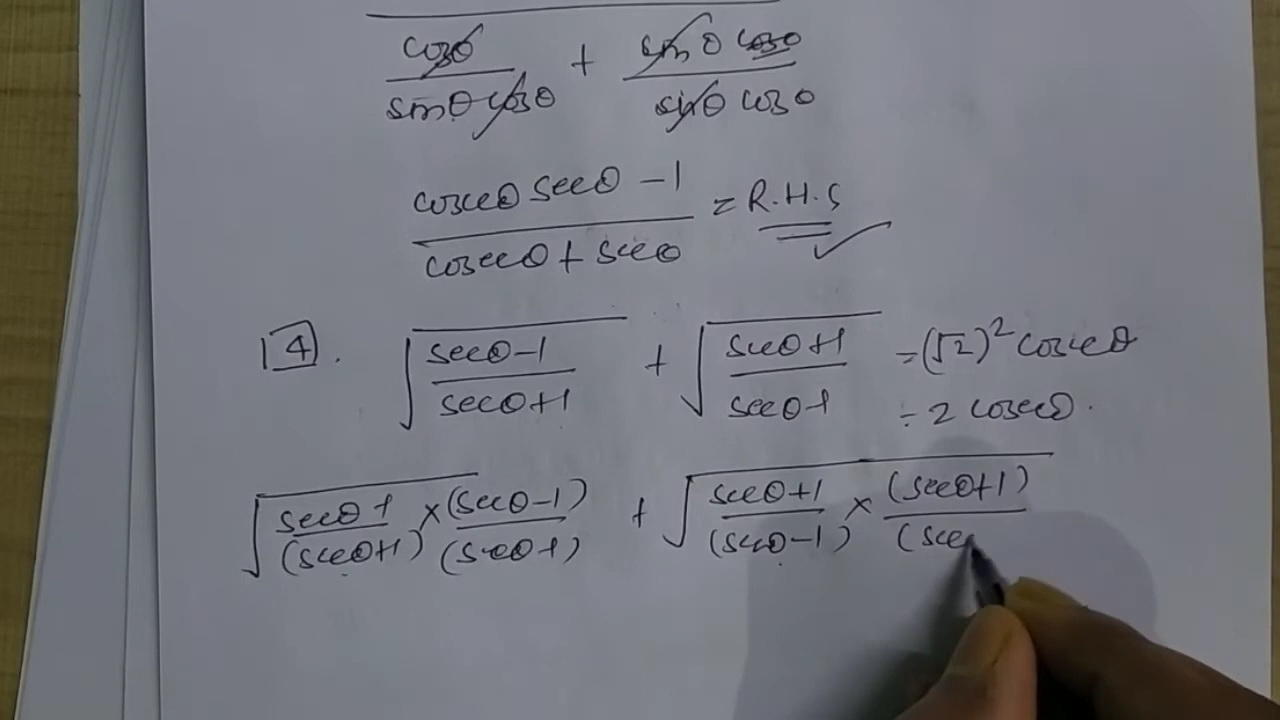 cosθ / sinθ cosθ + sinθ cosθ / sinθ cosθ
cosecθ secθ - 1 / cosecθ + secθ = R.H.S
14. √(secθ-1 / secθ+1) + √(secθ+1 / secθ-1) = (√2)² cosecθ
= 2 cosecθ.
√(secθ-1 / (secθ+1) × (secθ-1) / (secθ-1)) + √(secθ+1 / (secθ-1) × (secθ+1) / (sec